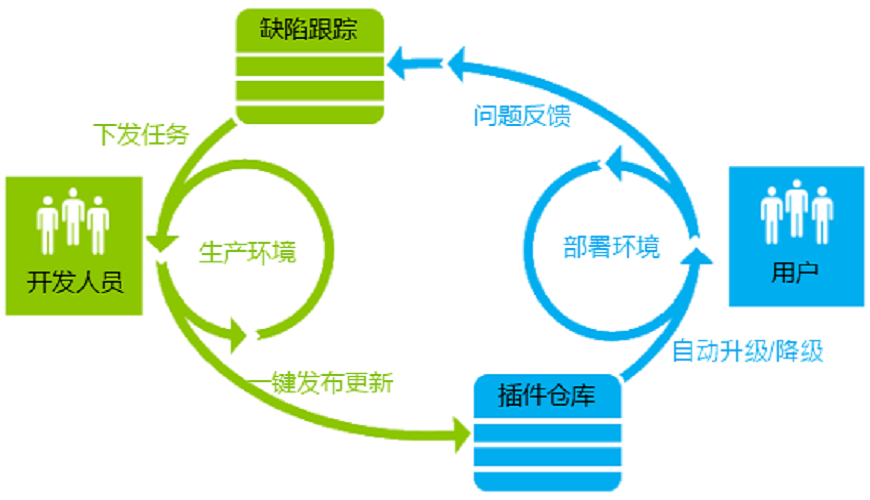 缺陷跟踪
问题反馈
下发任务
生产环境
部署环境
开发人员
用户
自动升级/降级
一键发布更新
插件仓库